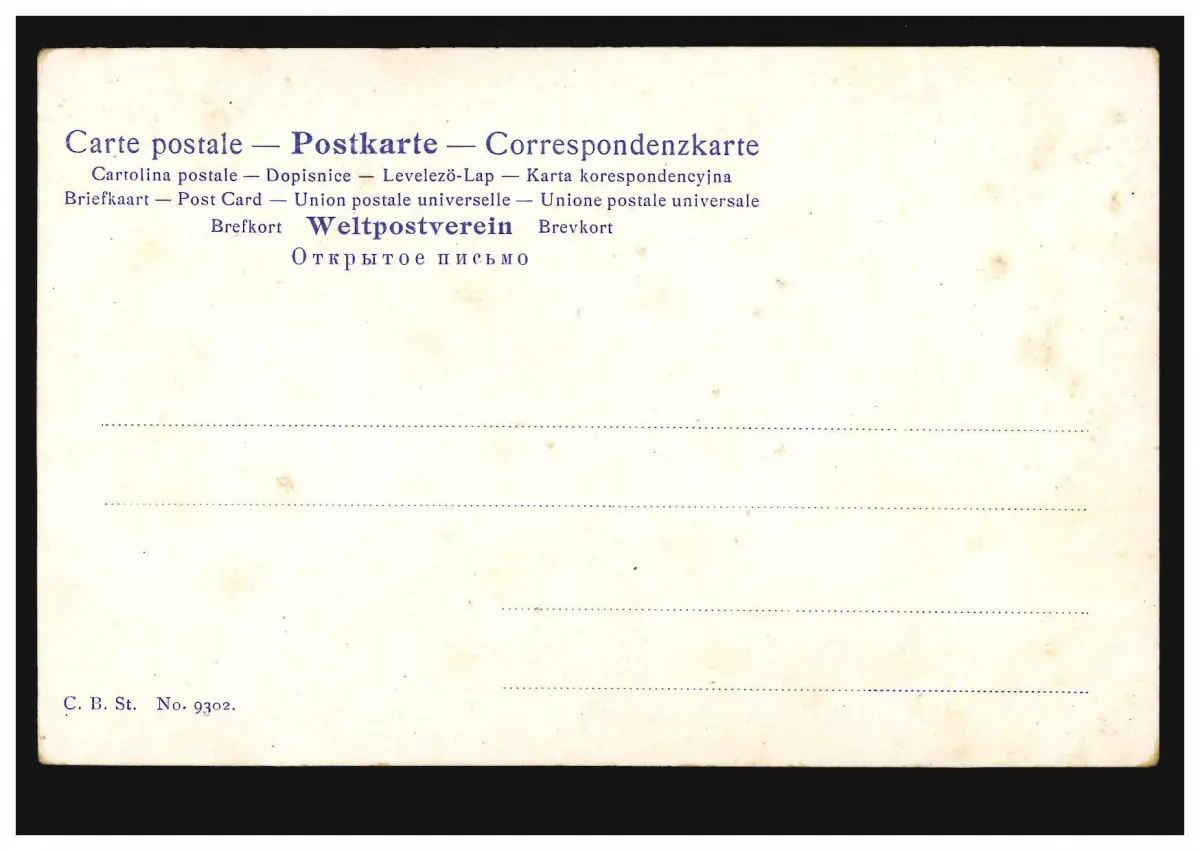 Carte postale — Postkarte — Correspondenzkarte
Cartolina postale — Dopisnice — Levelezö-Lap — Karta korespondencyjna
Briefkaart — Post Card — Union postale universelle — Unione postale universale
Brefkort Weltpostverein Brevkort
Открытое письмо
C. B. St. No. 9302.